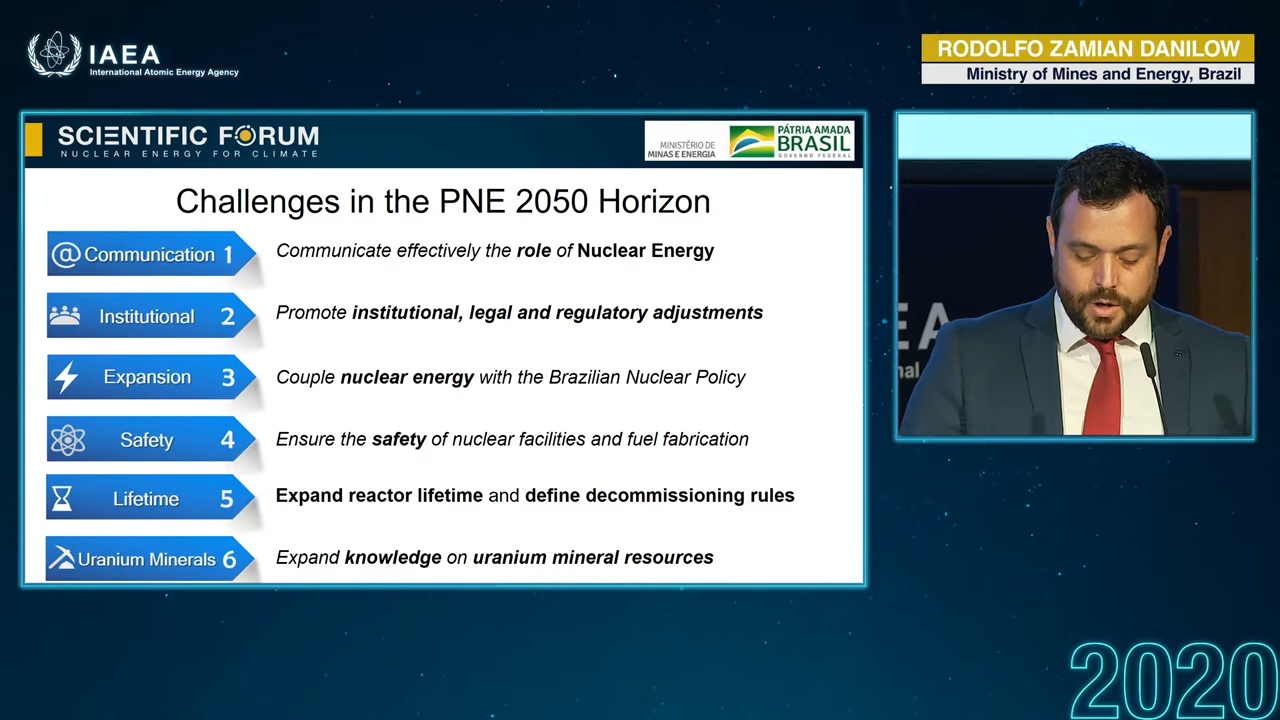 IAEA
International Atomic Energy Agency
RODOLFO ZAMIAN DANILOW
Ministry of Mines and Energy, Brazil
SCIENTIFIC FORUM
NUCLEAR ENERGY FOR CLIMATE
MINISTÉRIO DE
MINAS E ENERGIA
PÁTRIA AMADA
BRASIL
GOVERNO FEDERAL
Challenges in the PNE 2050 Horizon
@ Communication 1
Communicate effectively the role of Nuclear Energy
Institutional 2
Promote institutional, legal and regulatory adjustments
Expansion 3
Couple nuclear energy with the Brazilian Nuclear Policy
Safety 4
Ensure the safety of nuclear facilities and fuel fabrication
Lifetime 5
Expand reactor lifetime and define decommissioning rules
Uranium Minerals 6
Expand knowledge on uranium mineral resources
EA
nal
2020